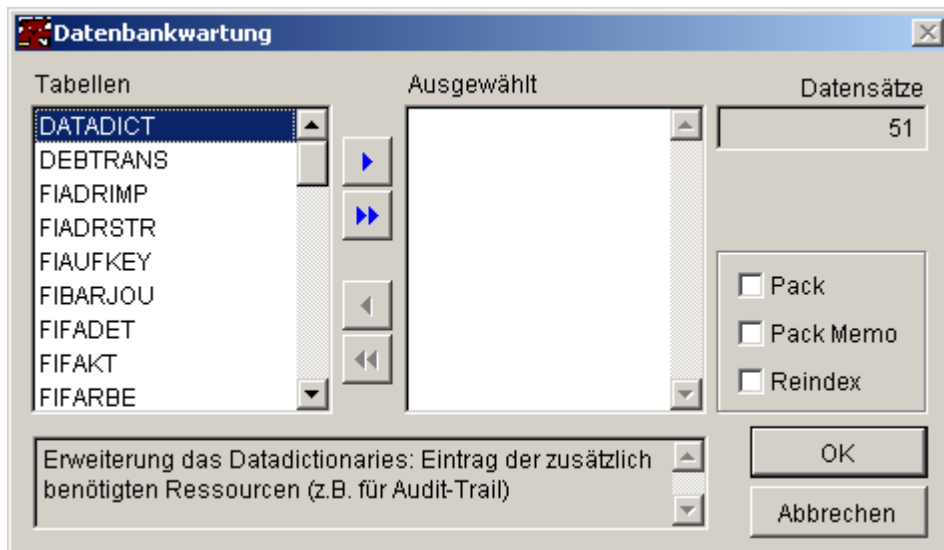 Datenbankwartung
Tabellen
Ausgewählt
Datensätze
DATADICT
DEBTRANS
FIADRIMP
FIADRSTR
FIAUFKEY
FIBARJOU
FIFADET
FIFAKT
FIFARBE
51
Pack
Pack Memo
Reindex
Erweiterung das Datadictionaries: Eintrag der zusätzlich
benötigten Ressourcen (z.B. für Audit-Trail)
OK
Abbrechen